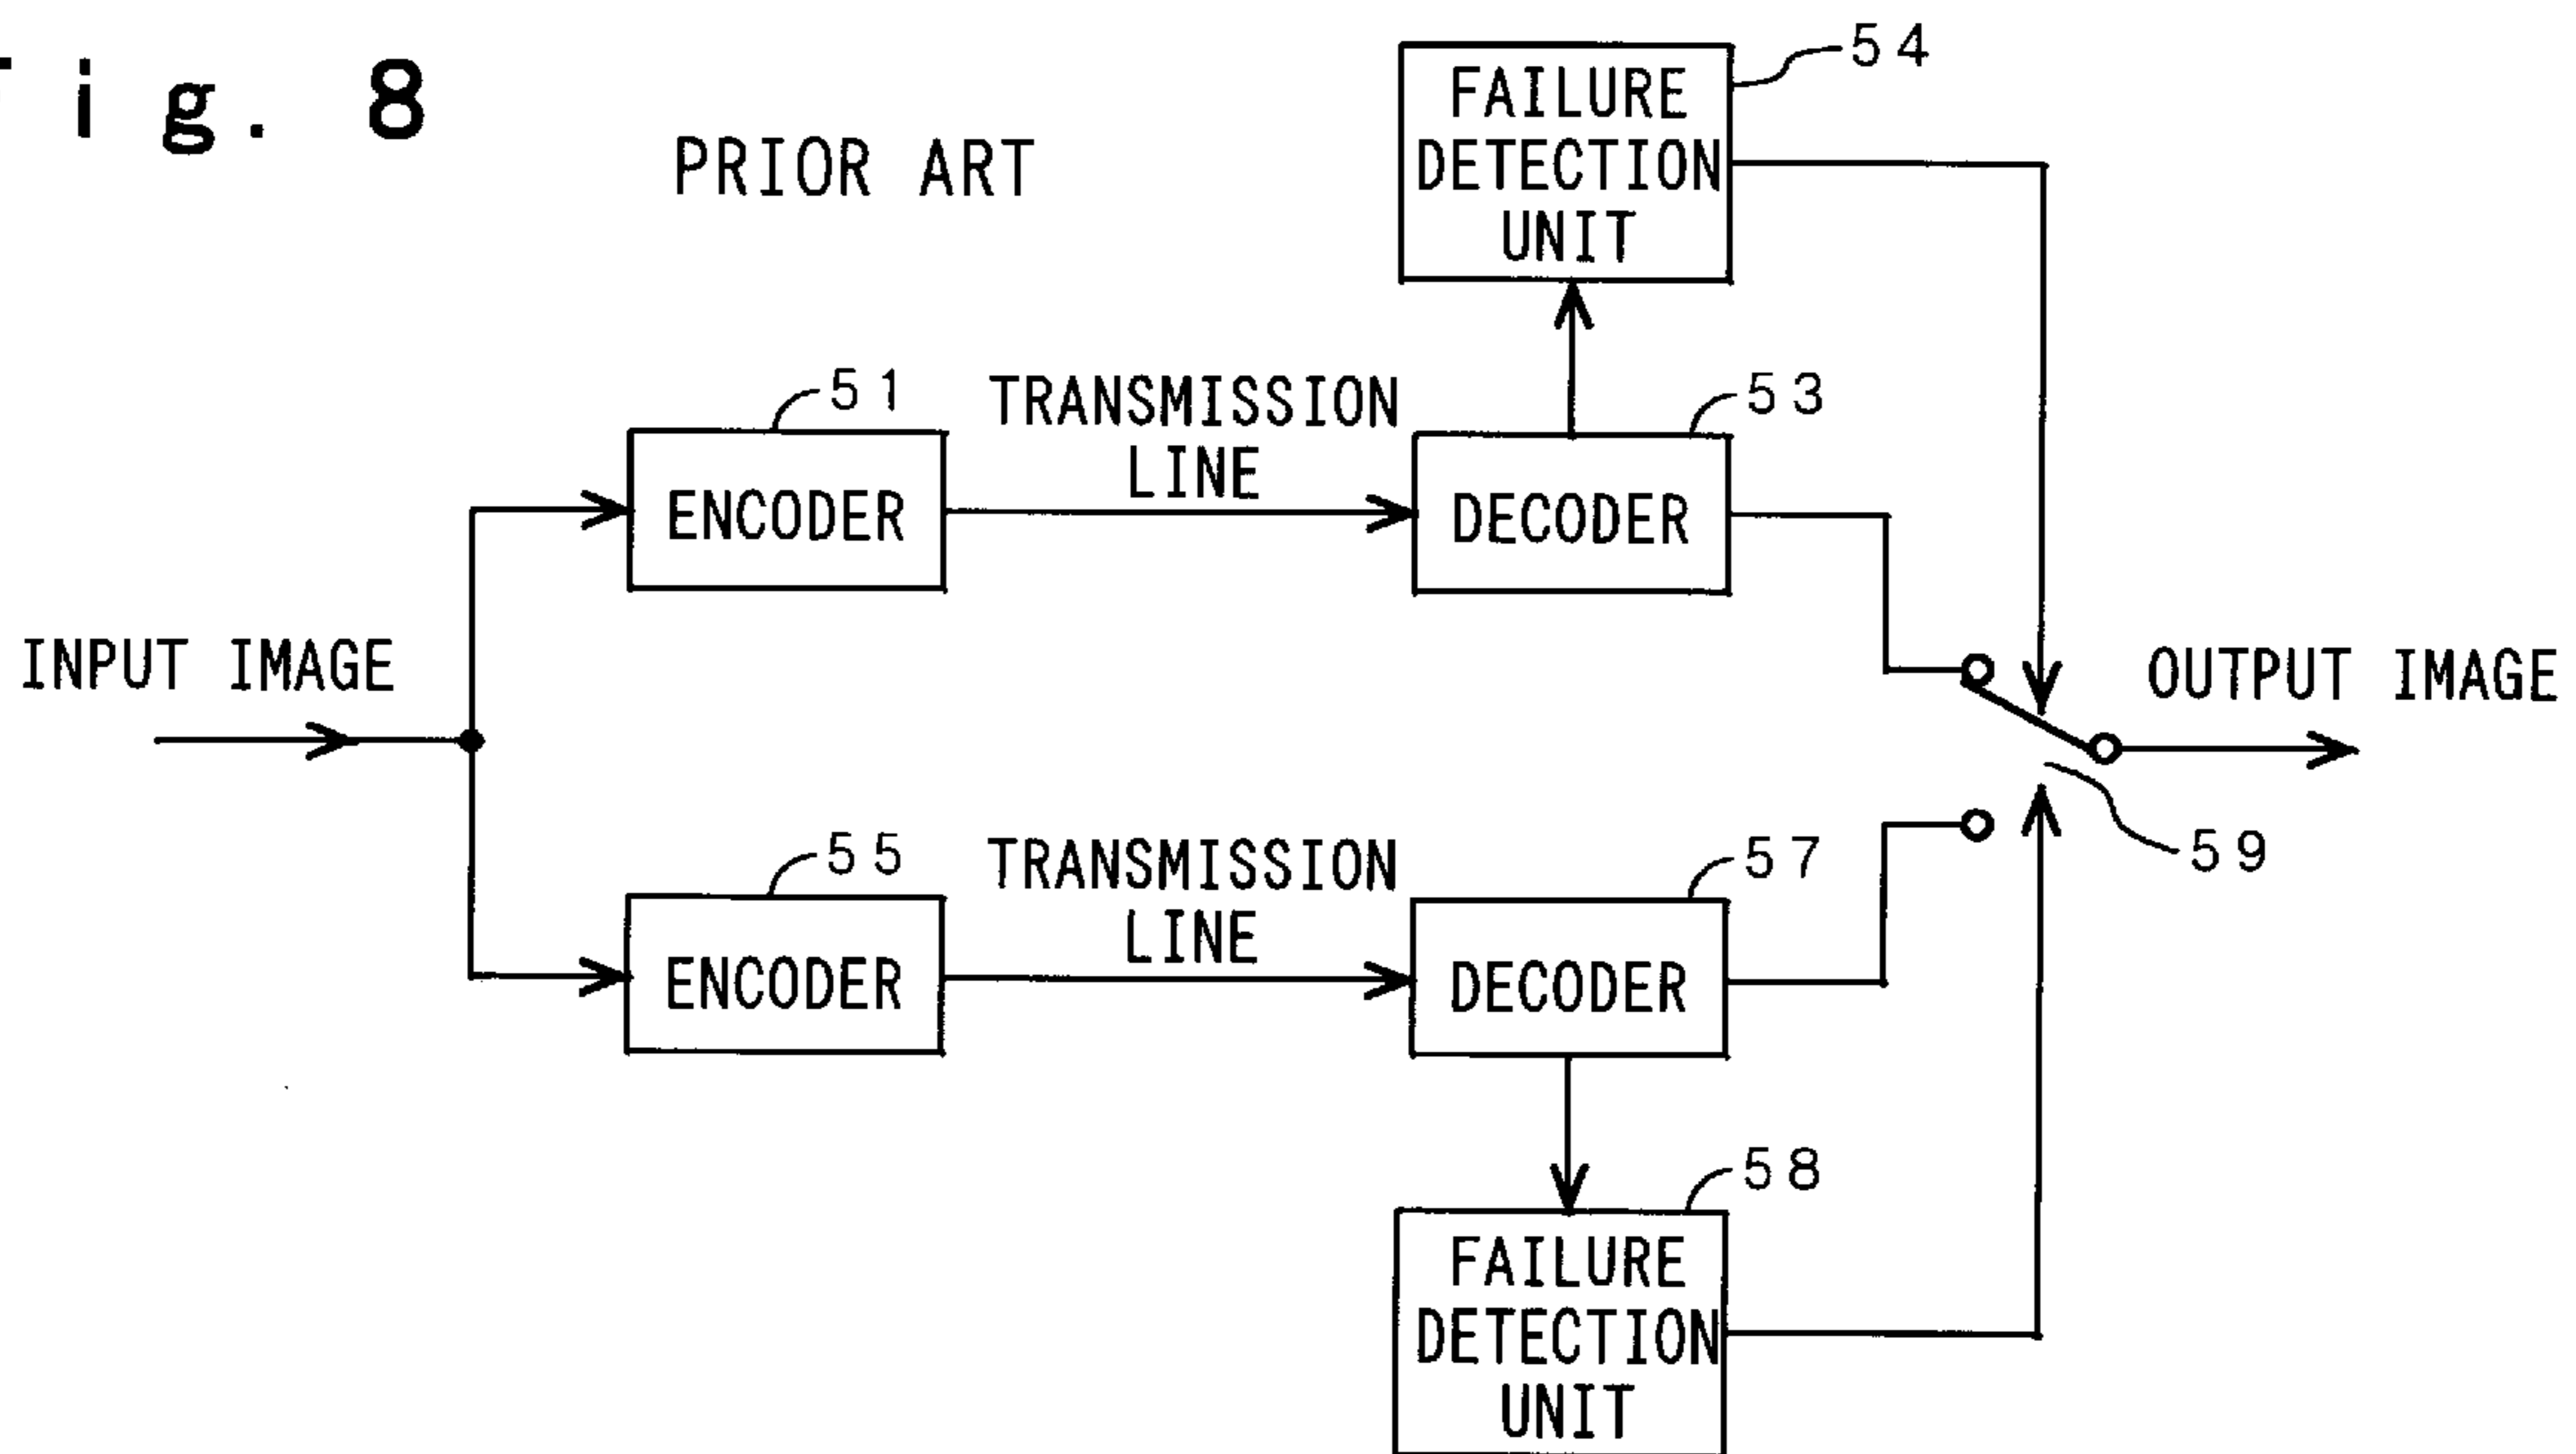 ig. 8
PRIOR ART
FAILURE
DETECTION
UNIT
54
51
TRANSMISSION
LINE
53
ENCODER
DECODER
INPUT IMAGE
OUTPUT IMAGE
59
55
TRANSMISSION
LINE
57
ENCODER
DECODER
58
FAILURE
DETECTION
UNIT